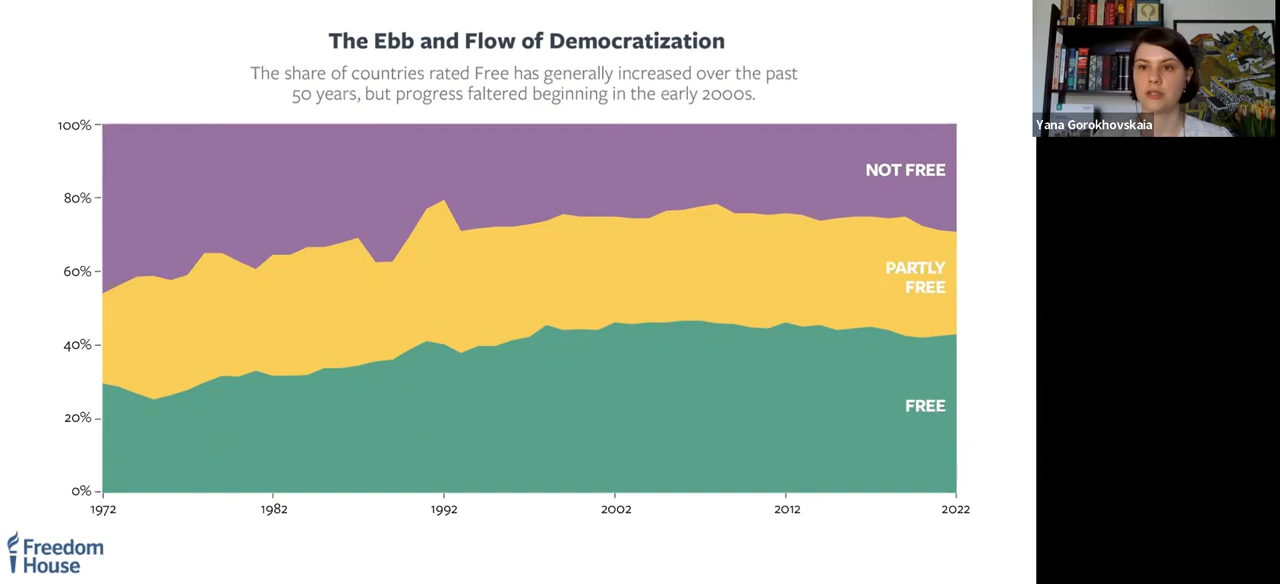 The Ebb and Flow of Democratization
The share of countries rated Free has generally increased over the past
50 years, but progress faltered beginning in the early 2000s.
100%
80%
60%
40%
20%
0%
NOT FREE
PARTLY
FREE
FREE
1972
1982
1992
2002
2012
2022
Freedom
House
Yana Gorokhovskaia